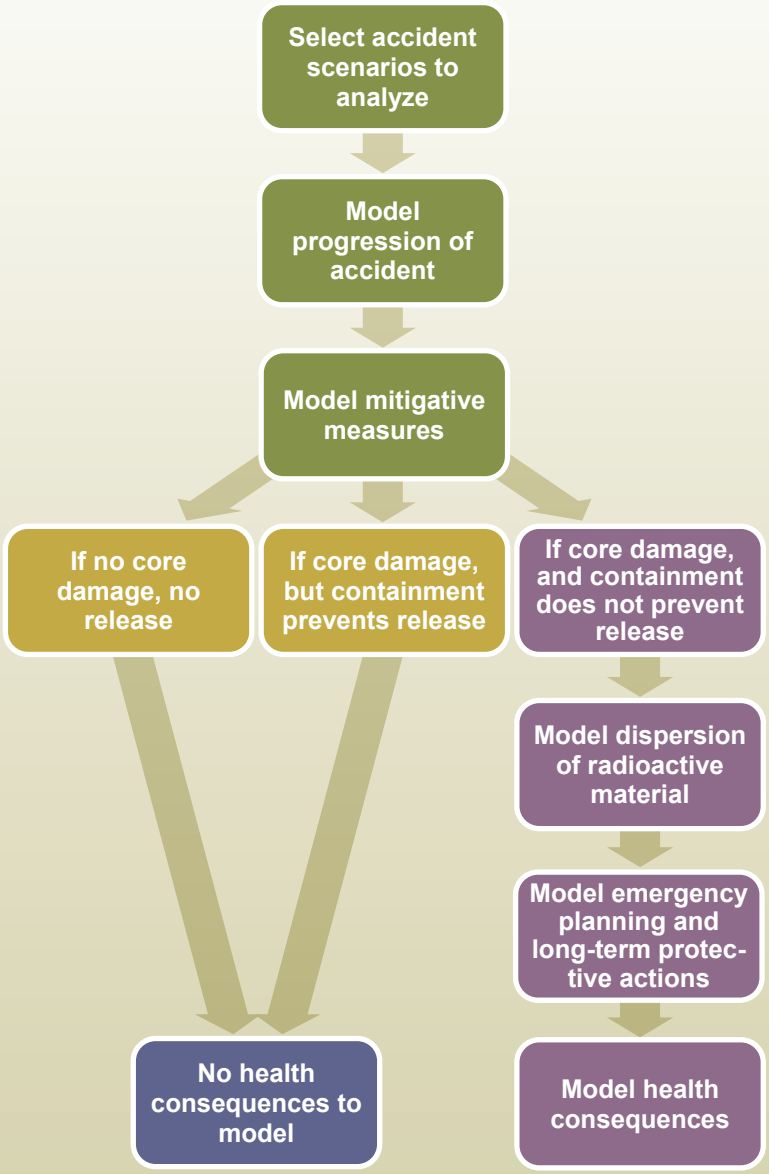 Select accident
scenarios to
analyze
Model
progression of
accident
Model mitigative
measures
If no core
damage, no
release
If core damage,
but containment
prevents release
If core damage,
and containment
does not prevent
release
Model dispersion
of radioactive
material
Model emergency
planning and
long-term protec-
tive actions
No health
consequences to
model
Model health
consequences